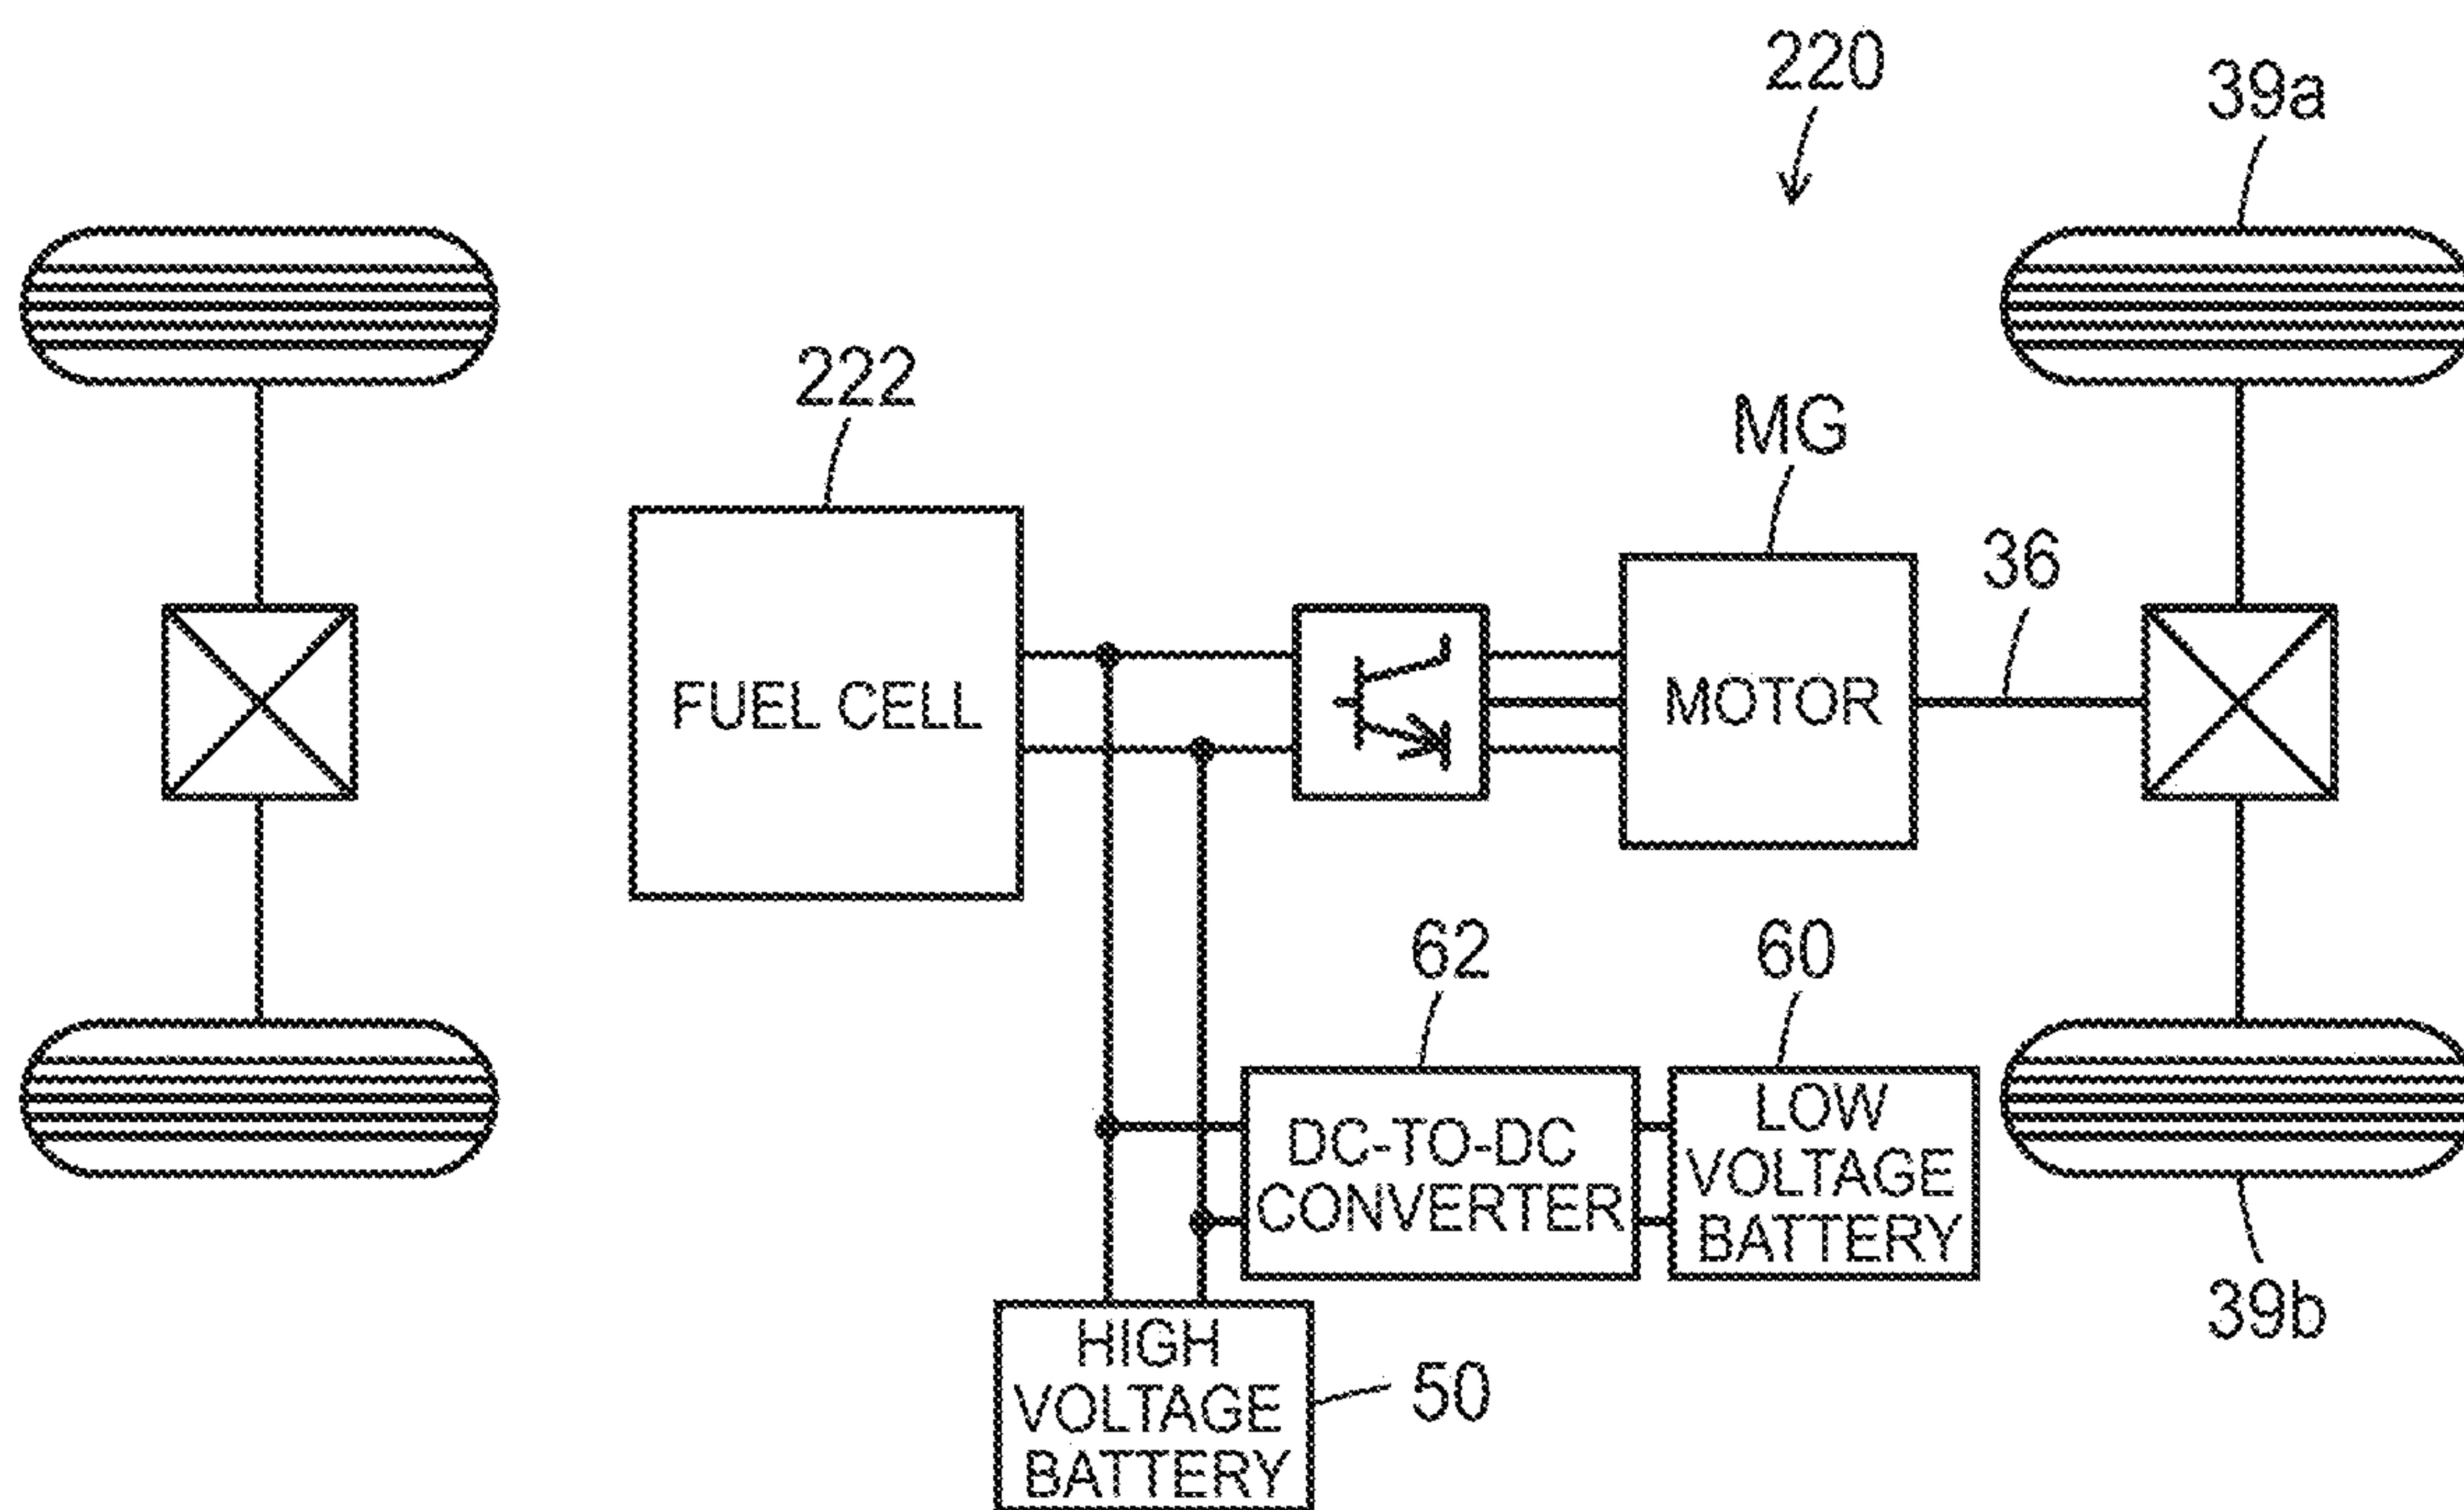 220
39a
222
MG
36
FUEL CELL
MOTOR
62
60
DC-TO-DC
CONVERTER
LOW
VOLTAGE
BATTERY
39b
HIGH
VOLTAGE
BATTERY
50